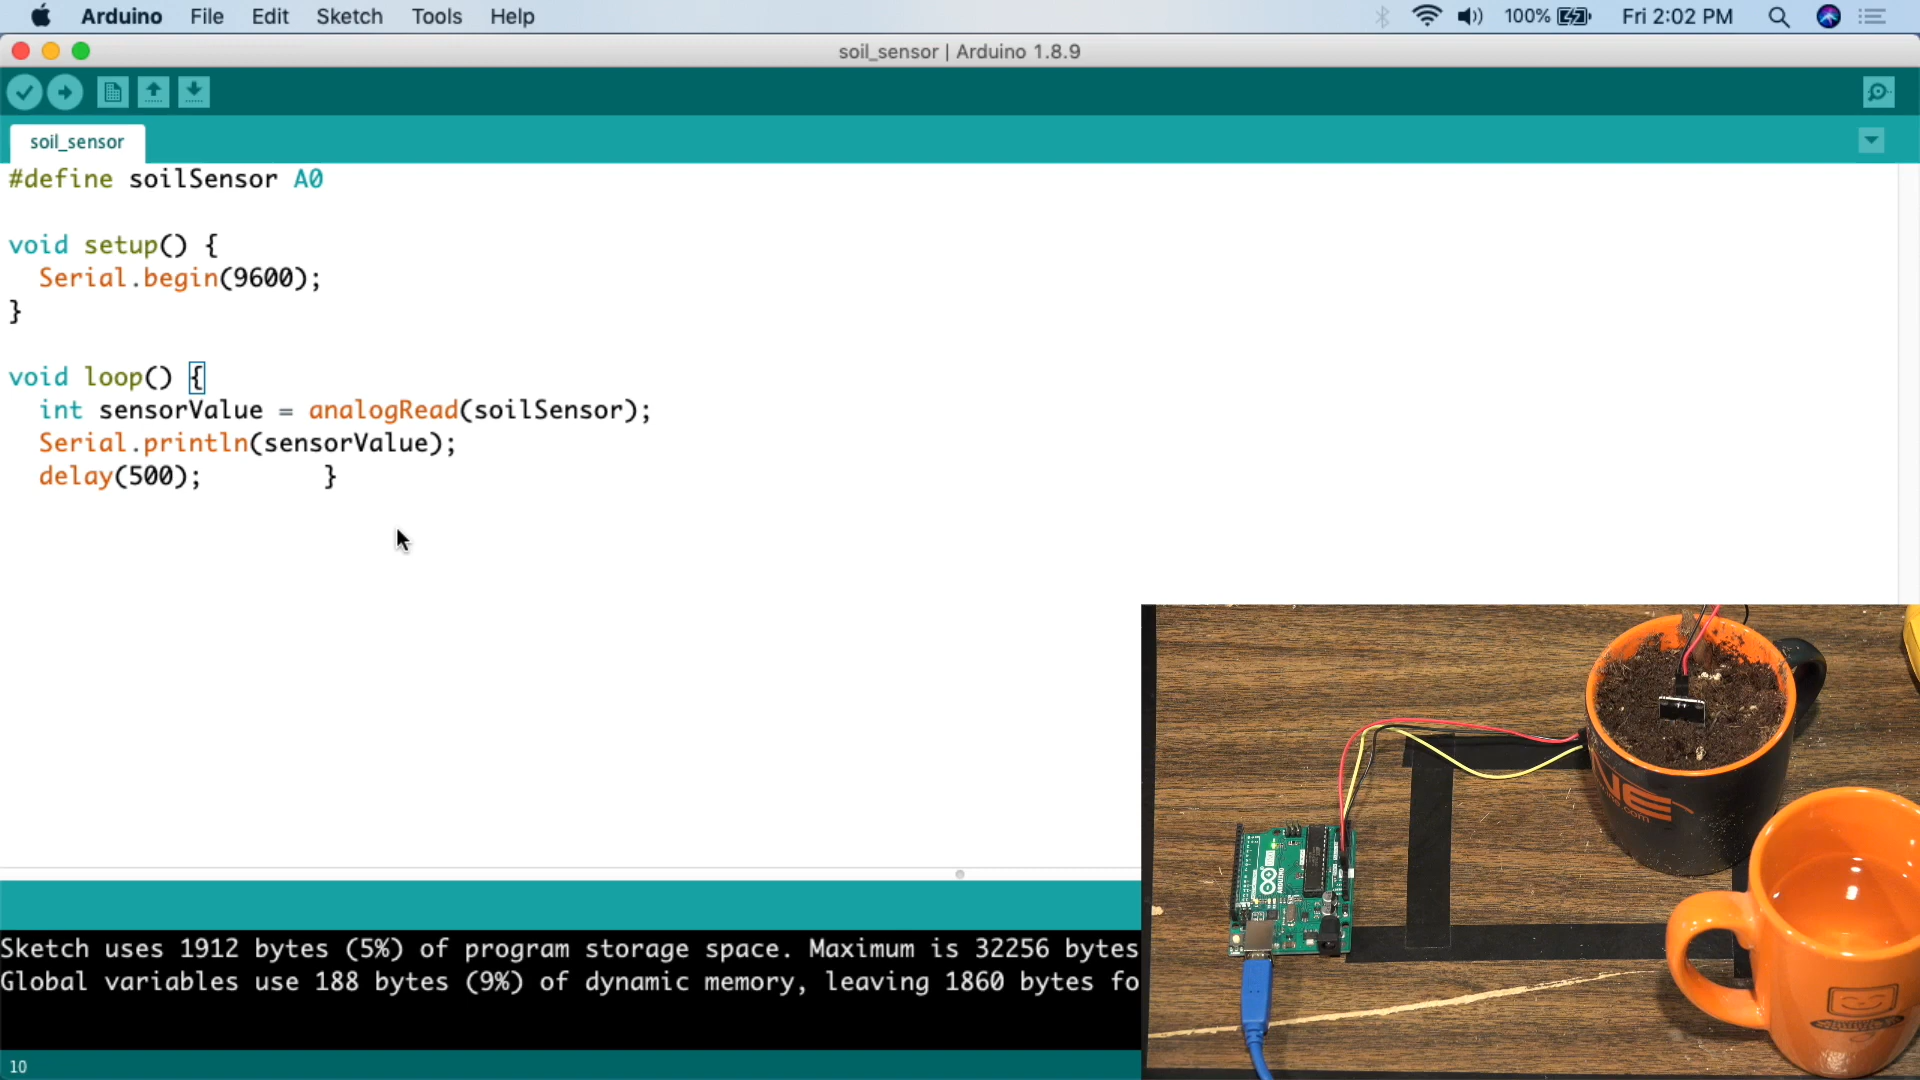 Arduino File Edit Sketch Tools Help 100% Fri 2:02 PM
soil_sensor | Arduino 1.8.9
soil_sensor
#define soilSensor A0
void setup() {
Serial.begin(9600);
}
void loop() {
int sensorValue = analogRead(soilSensor);
Serial.println(sensorValue);
delay(500); }
Sketch uses 1912 bytes (5%) of program storage space. Maximum is 32256 bytes
Global variables use 188 bytes (9%) of dynamic memory, leaving 1860 bytes fo
10
NE
.com
ARDUINO